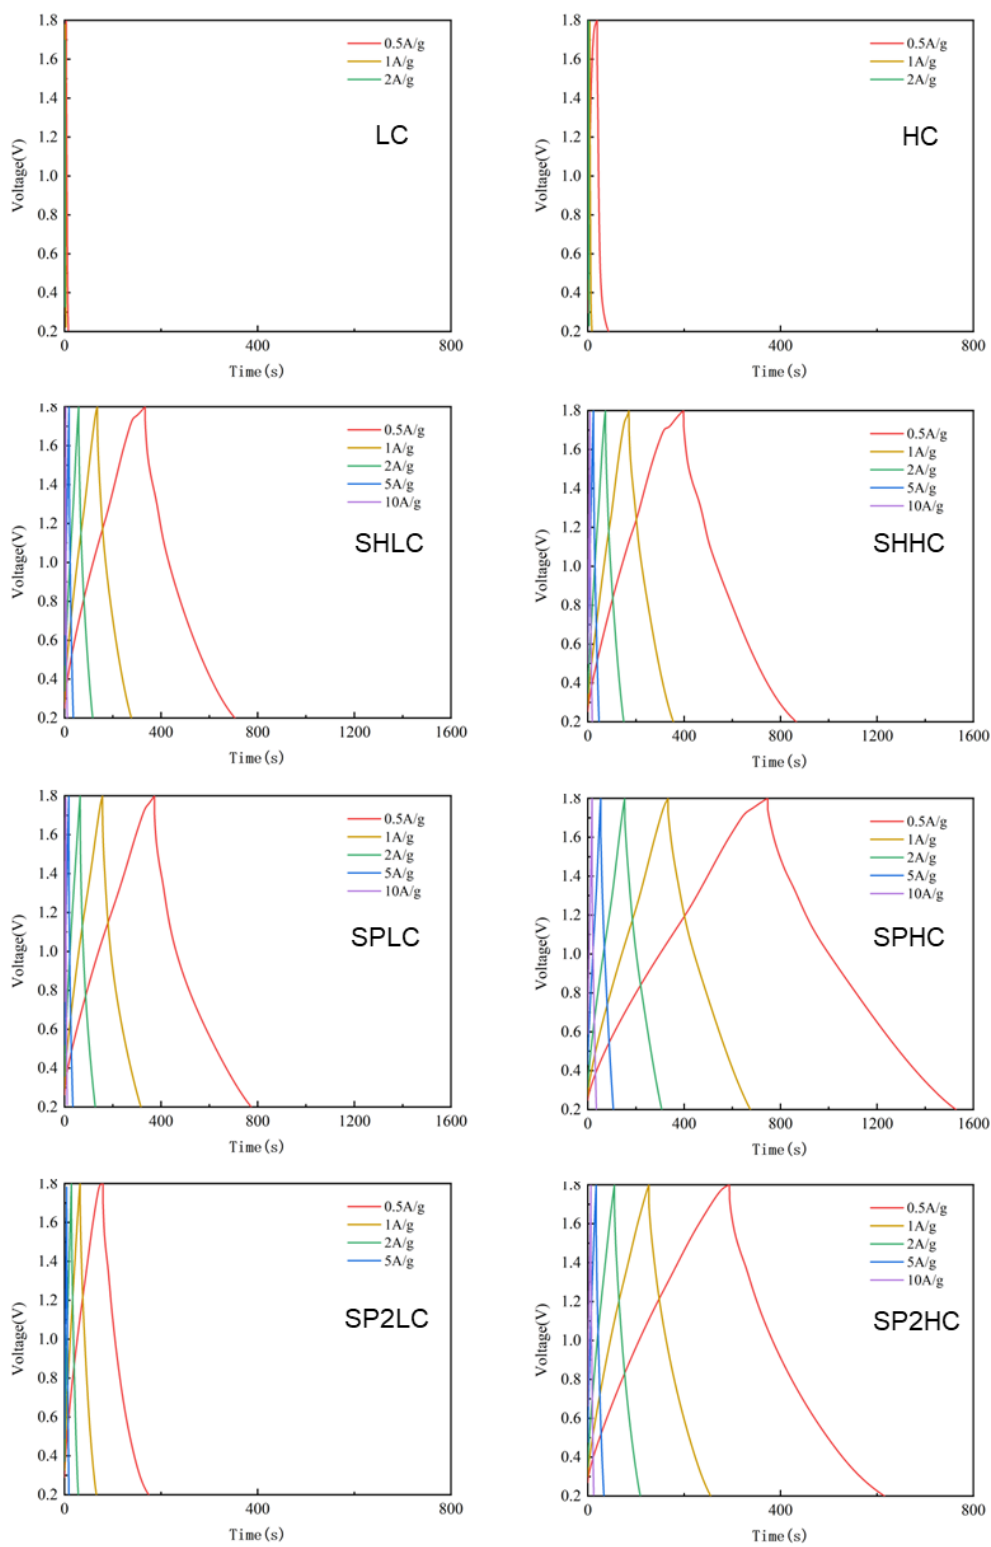 1.8
1.6
1.4
1.2
1.0
0.8
0.6
0.4
0.2
Voltage(V)
0 400 800
Time(s)
0.5A/g
1A/g
2A/g
LC
1.8
1.6
1.4
1.2
1.0
0.8
0.6
0.4
0.2
Voltage(V)
0 400 800
Time(s)
0.5A/g
1A/g
2A/g
HC
1.8
1.6
1.4
1.2
1.0
0.8
0.6
0.4
0.2
Voltage(V)
0 400 800 1200 1600
Time(s)
0.5A/g
1A/g
2A/g
5A/g
10A/g
SHLC
1.8
1.6
1.4
1.2
1.0
0.8
0.6
0.4
0.2
Voltage(V)
0 400 800 1200 1600
Time(s)
0.5A/g
1A/g
2A/g
5A/g
10A/g
SHHC
1.8
1.6
1.4
1.2
1.0
0.8
0.6
0.4
0.2
Voltage(V)
0 400 800 1200 1600
Time(s)
0.5A/g
1A/g
2A/g
5A/g
10A/g
SPLC
1.8
1.6
1.4
1.2
1.0
0.8
0.6
0.4
0.2
Voltage(V)
0 400 800 1200 1600
Time(s)
0.5A/g
1A/g
2A/g
5A/g
10A/g
SPHC
1.8
1.6
1.4
1.2
1.0
0.8
0.6
0.4
0.2
Voltage(V)
0 400 800
Time(s)
0.5A/g
1A/g
2A/g
5A/g
SP2LC
1.8
1.6
1.4
1.2
1.0
0.8
0.6
0.4
0.2
Voltage(V)
0 400 800
Time(s)
0.5A/g
1A/g
2A/g
5A/g
10A/g
SP2HC